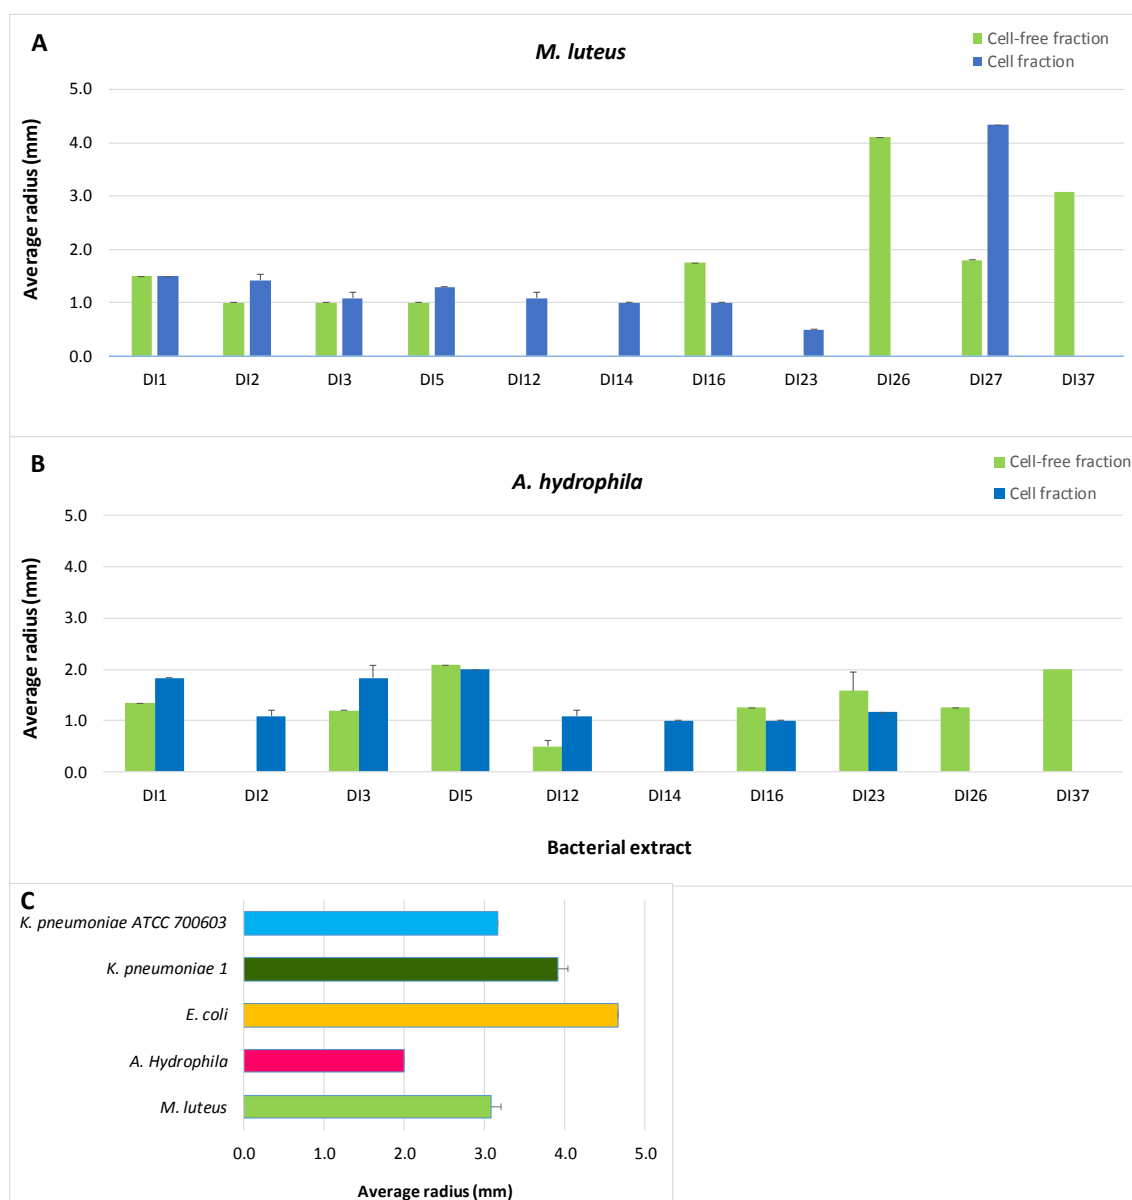 A
M. luteus
Cell-free fraction
Cell fraction
Average radius (mm)
5.0
4.0
3.0
2.0
1.0
0.0
DI1 DI2 DI3 DI5 DI12 DI14 DI16 DI23 DI26 DI27 DI37
B
A. hydrophila
Cell-free fraction
Cell fraction
Average radius (mm)
5.0
4.0
3.0
2.0
1.0
0.0
DI1 DI2 DI3 DI5 DI12 DI14 DI16 DI23 DI26 DI37
Bacterial extract
C
K. pneumoniae ATCC 700603
K. pneumoniae 1
E. coli
A. Hydrophila
M. luteus
0.0 1.0 2.0 3.0 4.0 5.0
Average radius (mm)